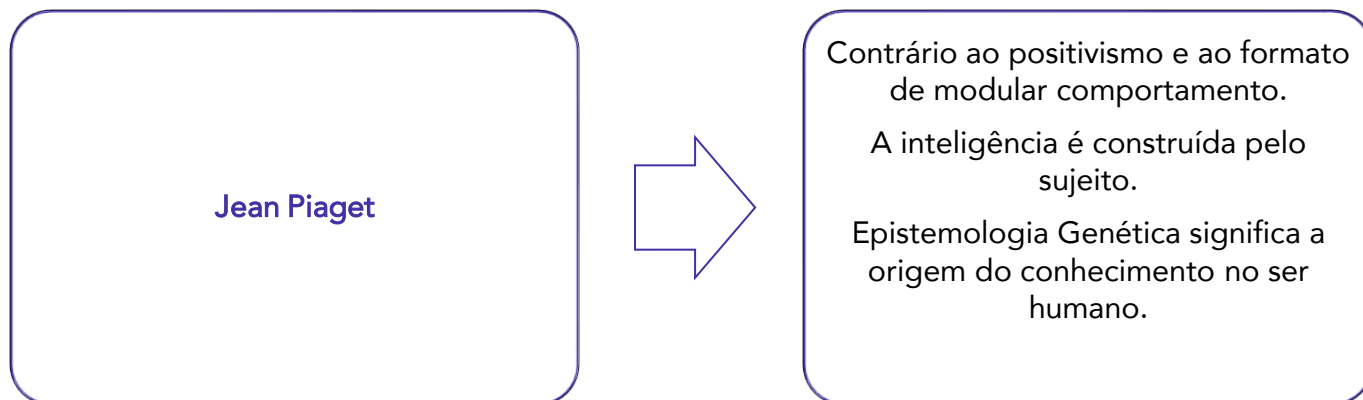 Jean Piaget
Contrário ao positivismo e ao formato
de modular comportamento.
A inteligência é construída pelo
sujeito.
Epistemologia Genética significa a
origem do conhecimento no ser
humano.